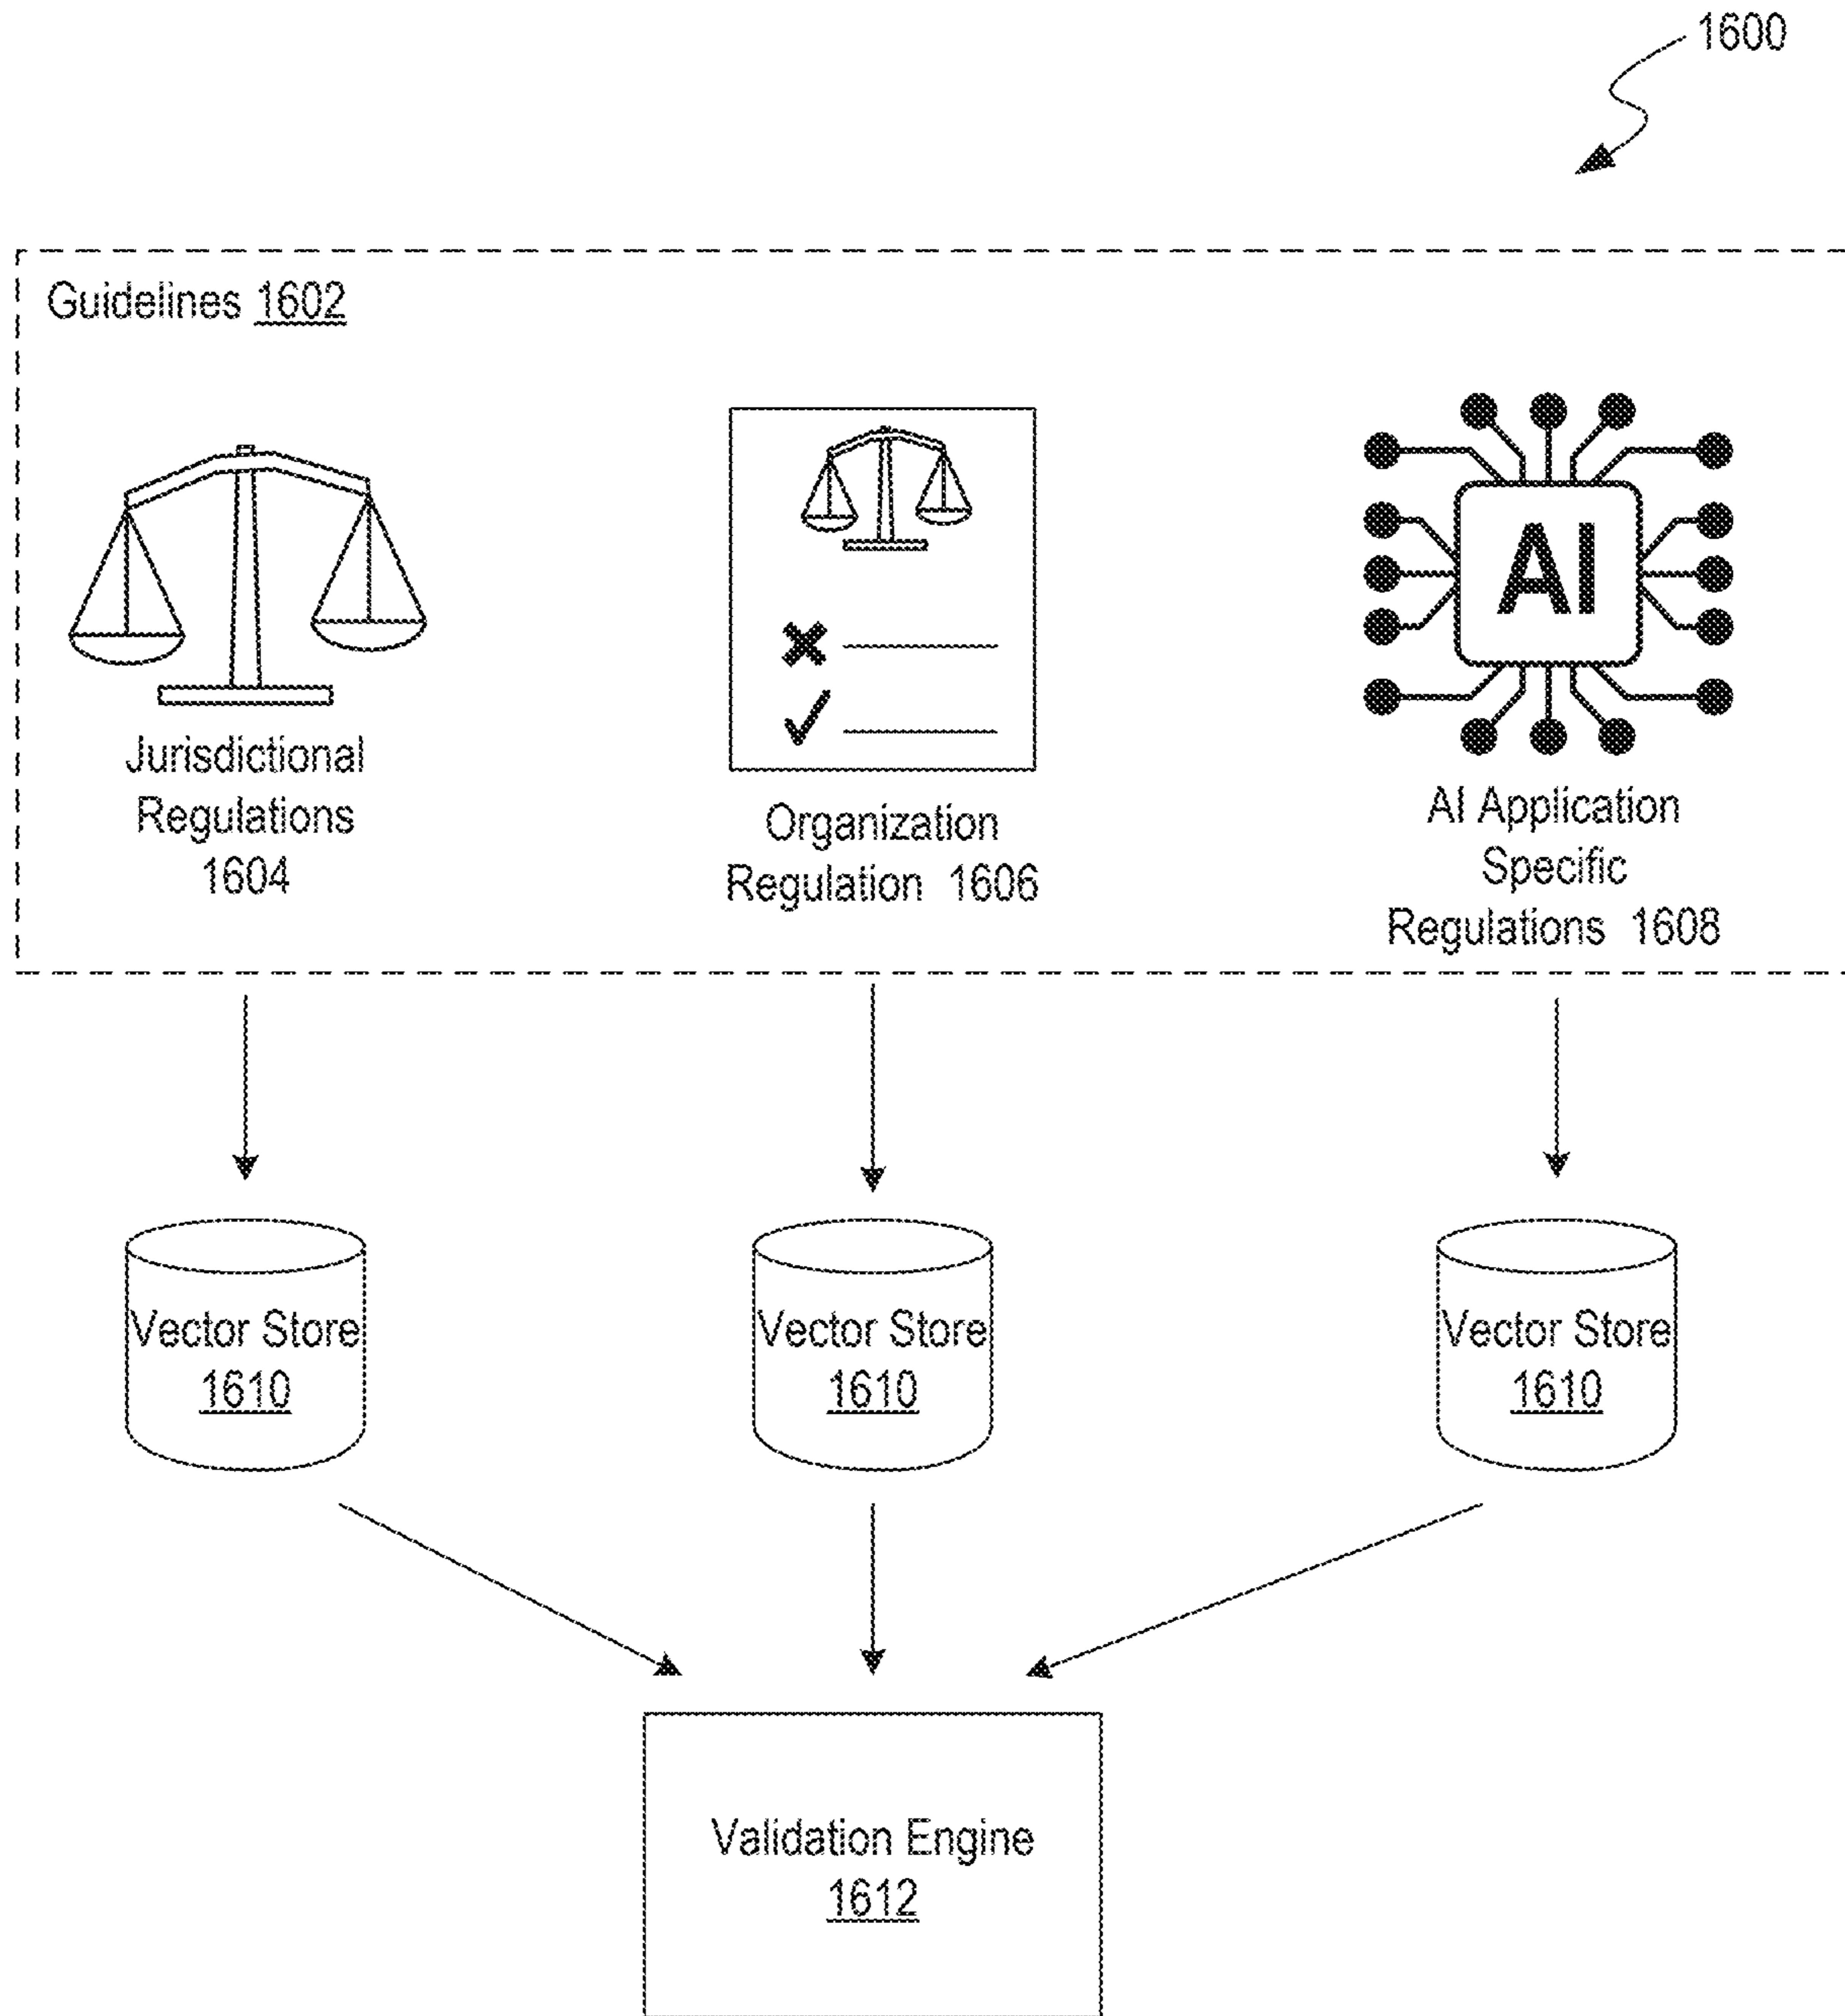 1600
Guidelines 1602
AI
Jurisdictional
Regulations
1604
Organization
Regulation 1606
AI Application
Specific
Regulations 1608
Vector Store
1610
Vector Store
1610
Vector Store
1610
Validation Engine
1612